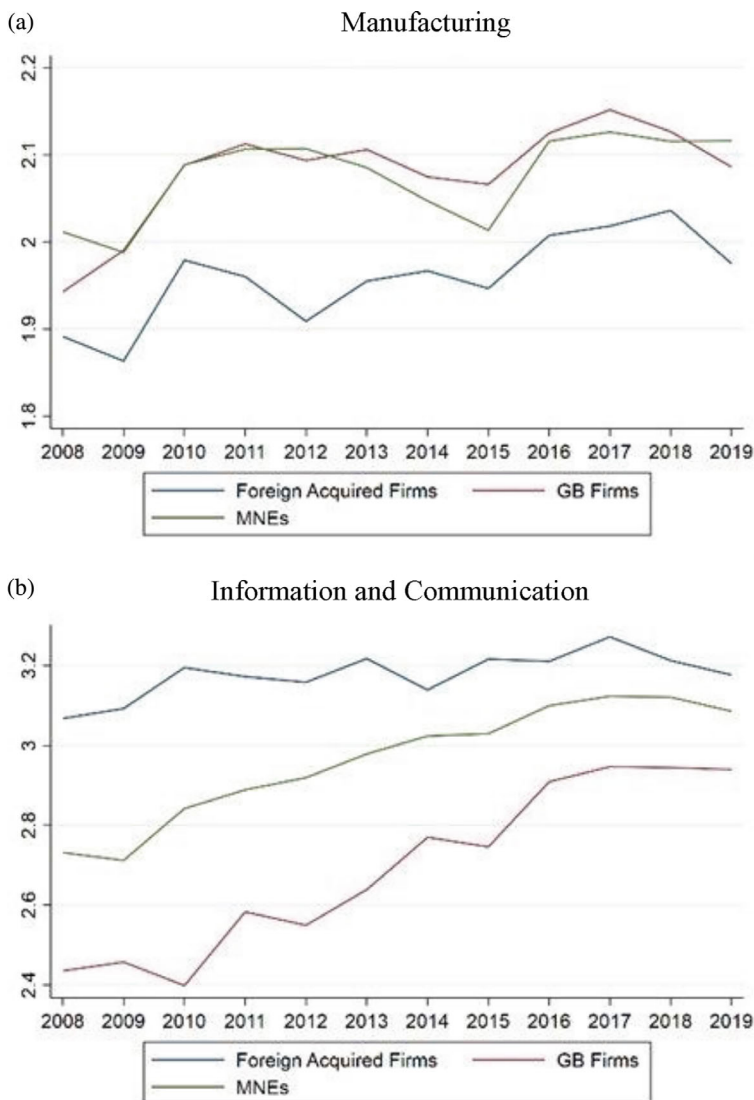 (a)
Manufacturing
2.2
2.1
2
1.9
1.8
2008 2009 2010 2011 2012 2013 2014 2015 2016 2017 2018 2019
Foreign Acquired Firms GB Firms
MNEs
(b)
Information and Communication
3.2
3
2.8
2.6
2.4
2008 2009 2010 2011 2012 2013 2014 2015 2016 2017 2018 2019
Foreign Acquired Firms GB Firms
MNEs